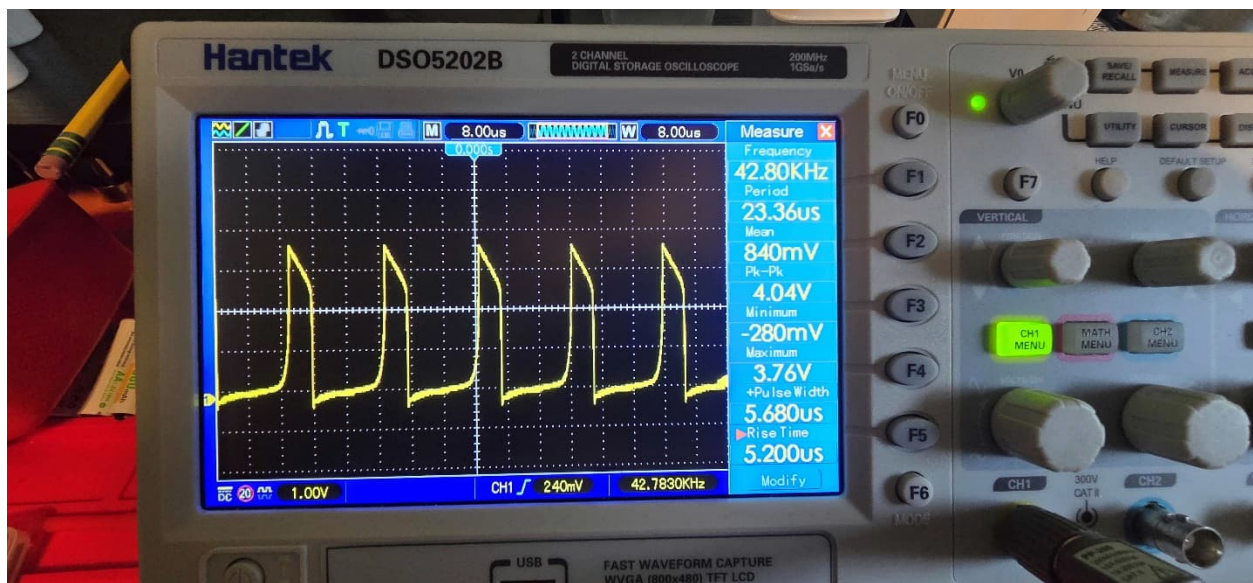 Hantek DSO5202B
2 CHANNEL
DIGITAL STORAGE OSCILLOSCOPE
200MHz
1GSa/s
MENU
ON/OFF
T
M 8.00us W 8.00us
0.000s
Measure X
Frequency
42.80KHz
Period
23.36us
Mean
840mV
Pk-Pk
4.04V
Minimum
-280mV
Maximum
3.76V
+PulseWidth
5.680us
Rise Time
5.200us
Modify
DC 20 1.00V CH1 240mV 42.7830KHz
F0
F1
F2
F3
F4
F5
F6
MODE
V0
SAVE/
RECALL
MEASURE
UTILITY
CURSOR
F7
HELP
DEFAULT SETUP
VERTICAL
CH1
MENU
MATH
MENU
CH2
MENU
CH1
300V
CAT II
CH2
USB
FAST WAVEFORM CAPTURE
WVGA (800x480) TFT LCD
AA